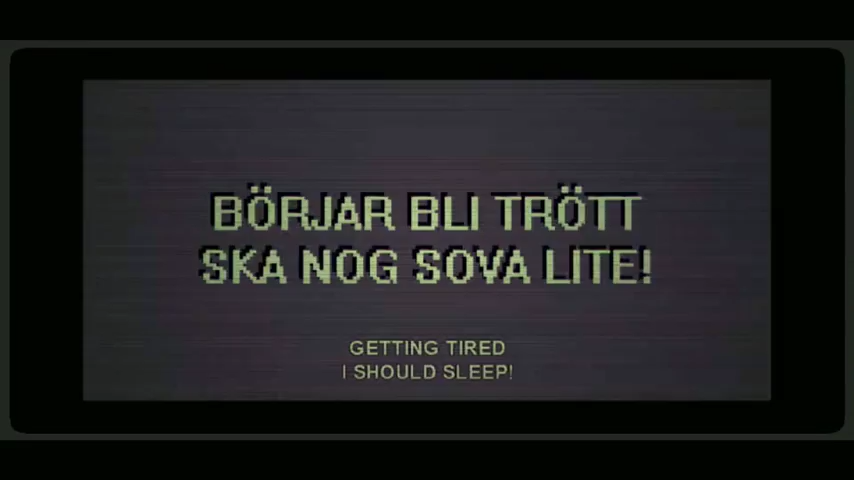 BÖRJAR BLI TRÖTT
SKA NOG SOVA LITE!
GETTING TIRED
I SHOULD SLEEP!